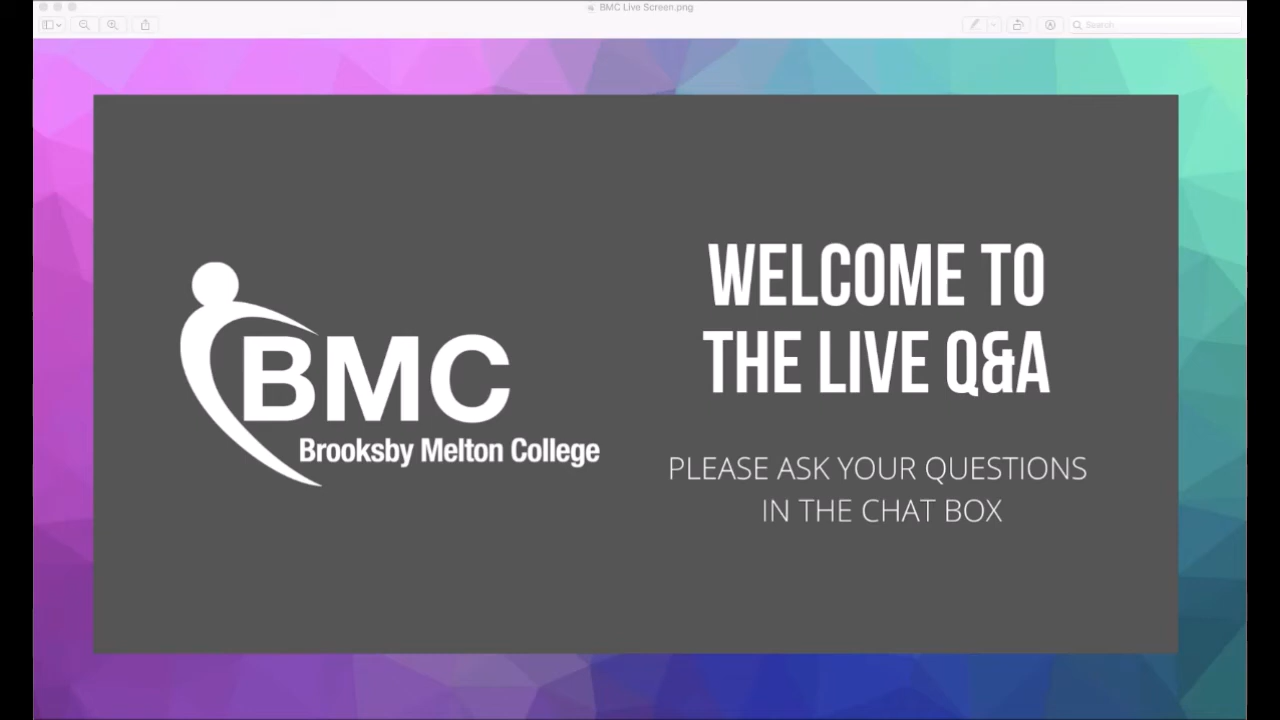 BMC Live Screen.png
Search
BMC
Brooksby Melton College
WELCOME TO
THE LIVE Q&A
PLEASE ASK YOUR QUESTIONS
IN THE CHAT BOX